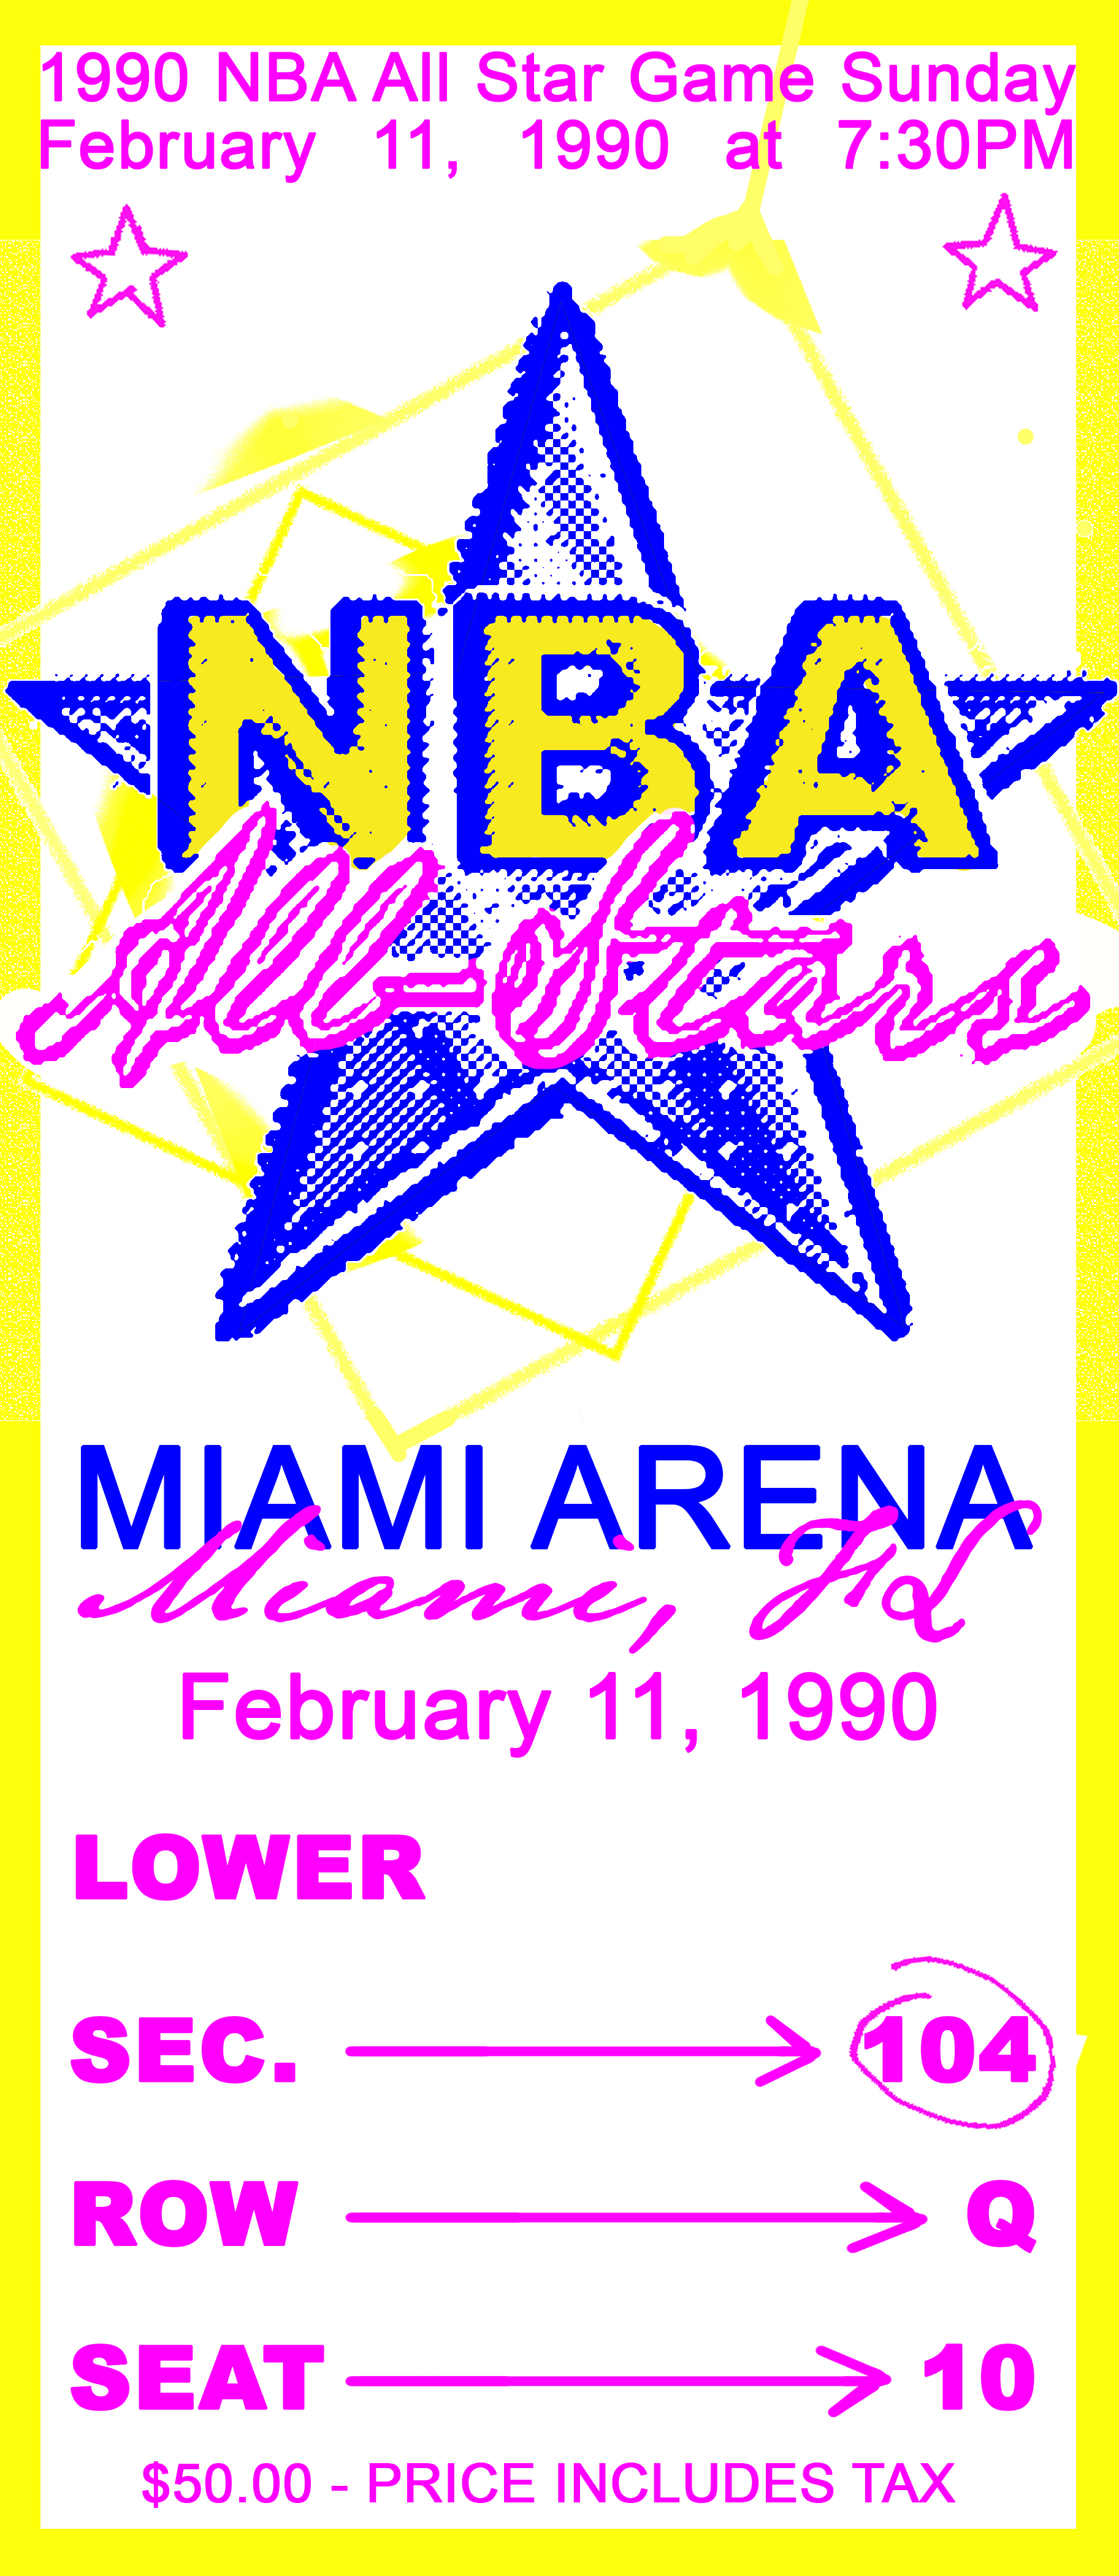 1990 NBA All Star Game Sunday
February 11, 1990 at 7:30PM
NBA
All-Stars
MIAMI ARENA
Miami, FL
February 11, 1990
LOWER
SEC. 104
ROW Q
SEAT 10
$50.00 - PRICE INCLUDES TAX